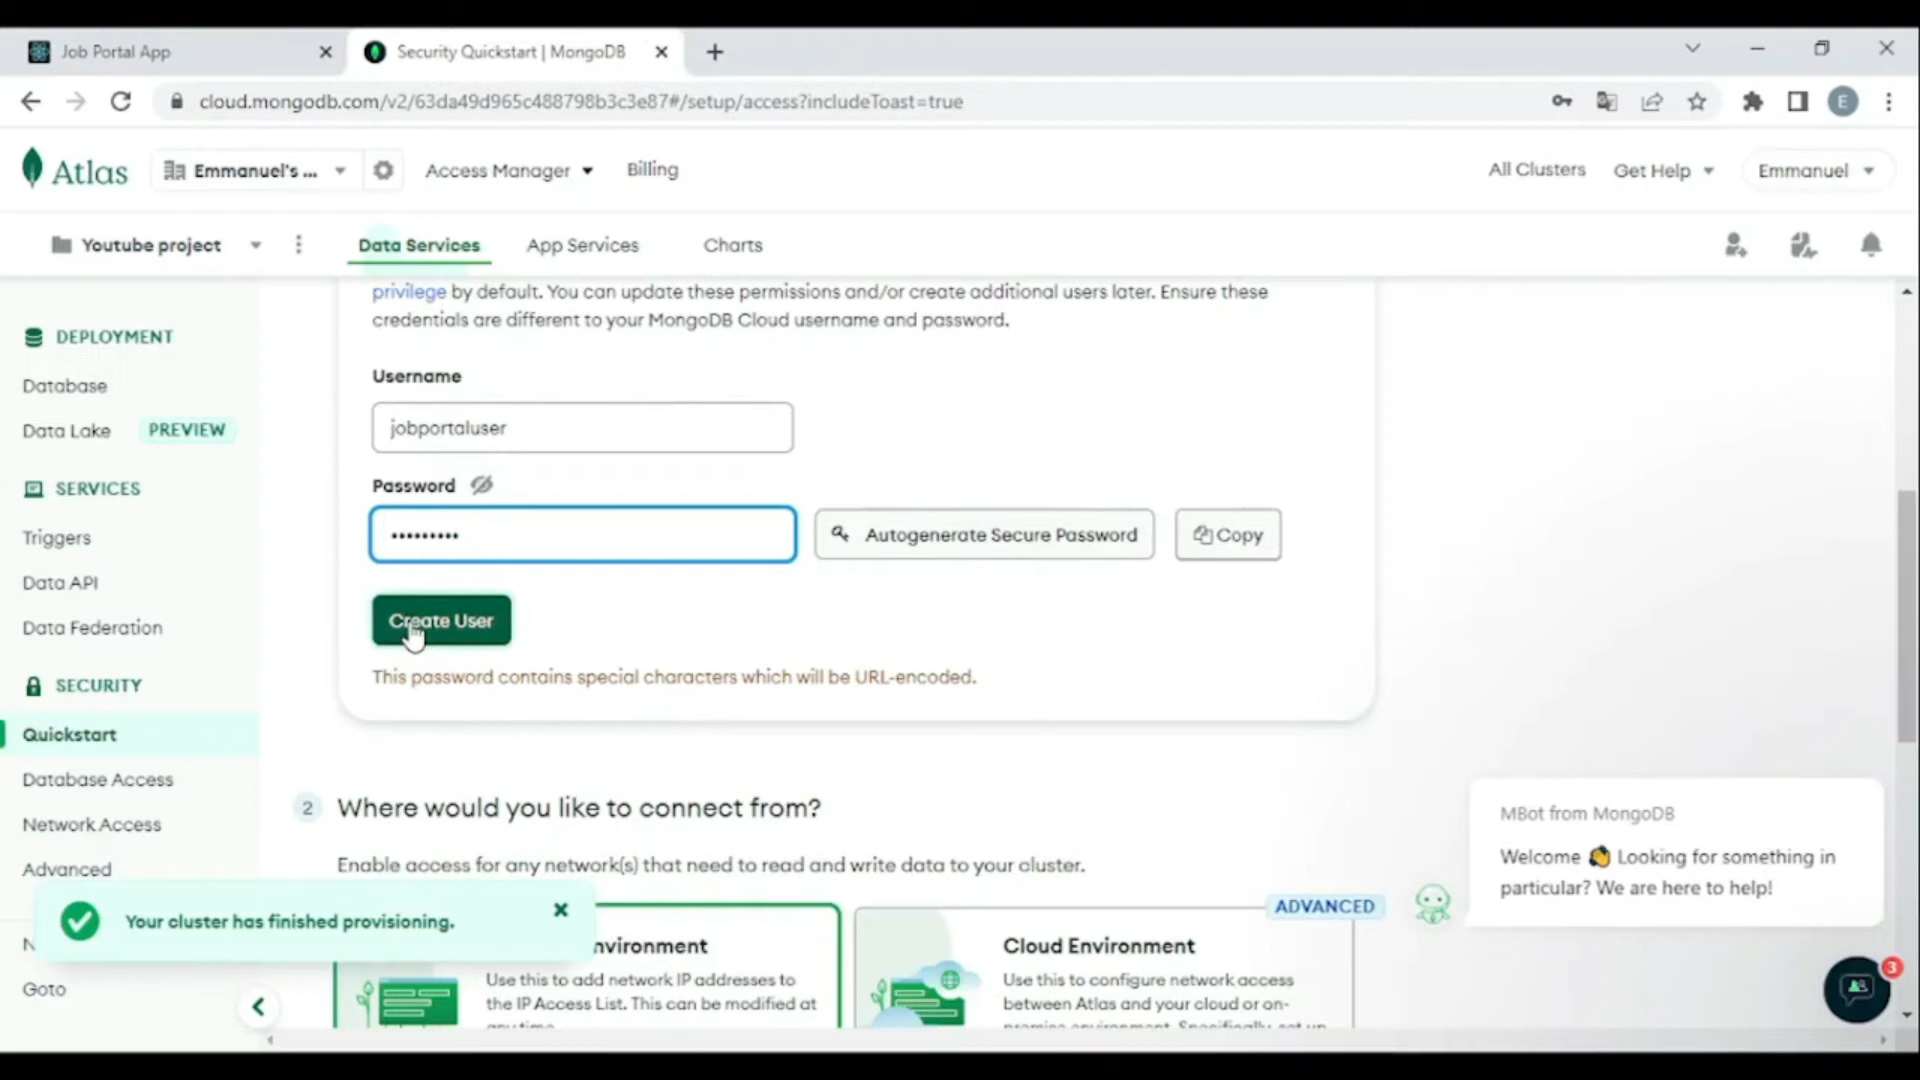 Job Portal App
Security Quickstart | MongoDB
cloud.mongodb.com/v2/63da49d965c488798b3c3e87#/setup/access?includeToast=true
E
Atlas
Emmanuel's ...
Access Manager
Billing
All Clusters
Get Help
Emmanuel
Youtube project
Data Services
App Services
Charts
privilege by default. You can update these permissions and/or create additional users later. Ensure these
credentials are different to your MongoDB Cloud username and password.
DEPLOYMENT
Database
Data Lake PREVIEW
SERVICES
Triggers
Data API
Data Federation
SECURITY
Quickstart
Database Access
Network Access
Advanced
N
Goto
Username
jobportaluser
Password
•••••••••
Autogenerate Secure Password
Copy
Create User
This password contains special characters which will be URL-encoded.
2 Where would you like to connect from?
Enable access for any network(s) that need to read and write data to your cluster.
Your cluster has finished provisioning.
nvironment
Use this to add network IP addresses to
the IP Access List. This can be modified at
any time.
ADVANCED
Cloud Environment
Use this to configure network access
between Atlas and your cloud or on-
premise environment. Specifically, set up
MBot from MongoDB
Welcome 👋 Looking for something in
particular? We are here to help!
3